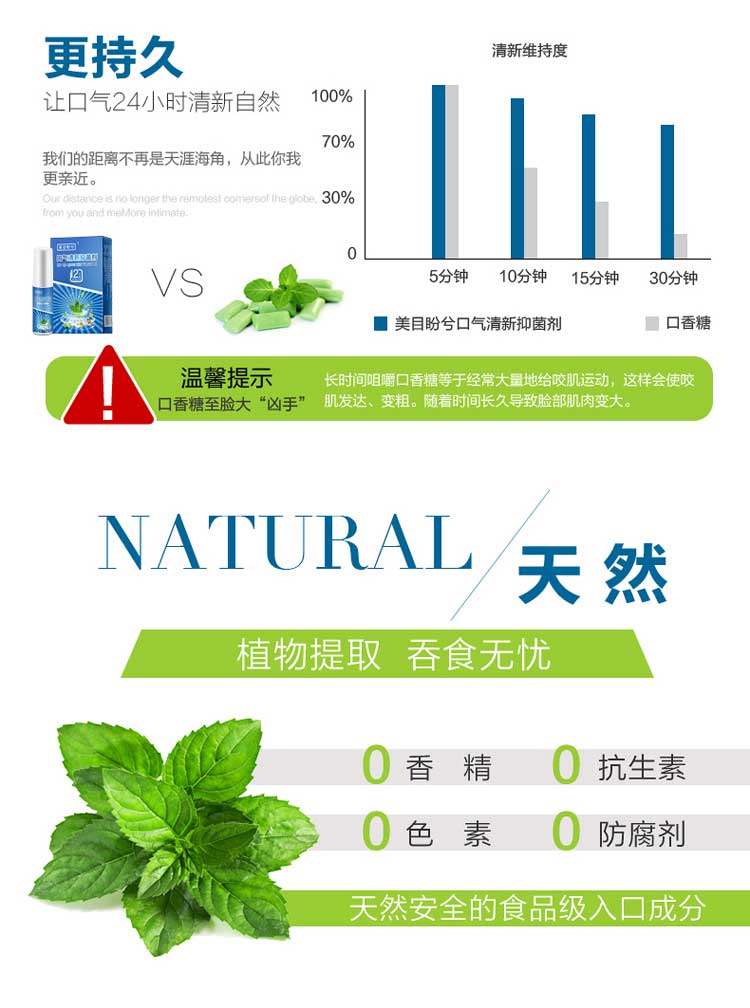 更持久
让口气24小时清新自然
我们的距离不再是天涯海角，从此你我
更亲近。
Our distance is no longer the remotest cornersof the globe,
from you and meMore intimate.
VS
清新维持度
100%
70%
30%
0
5分钟
10分钟
15分钟
30分钟
美目盼兮口气清新抑菌剂
口香糖
温馨提示
口香糖至脸大“凶手”
长时间咀嚼口香糖等于经常大量地给咬肌运动，这样会使咬
肌发达、变粗。随着时间长久导致脸部肌肉变大。
NATURAL
天然
植物提取 吞食无忧
0 香 精 0 抗生素
0 色 素 0 防腐剂
天然安全的食品级入口成分